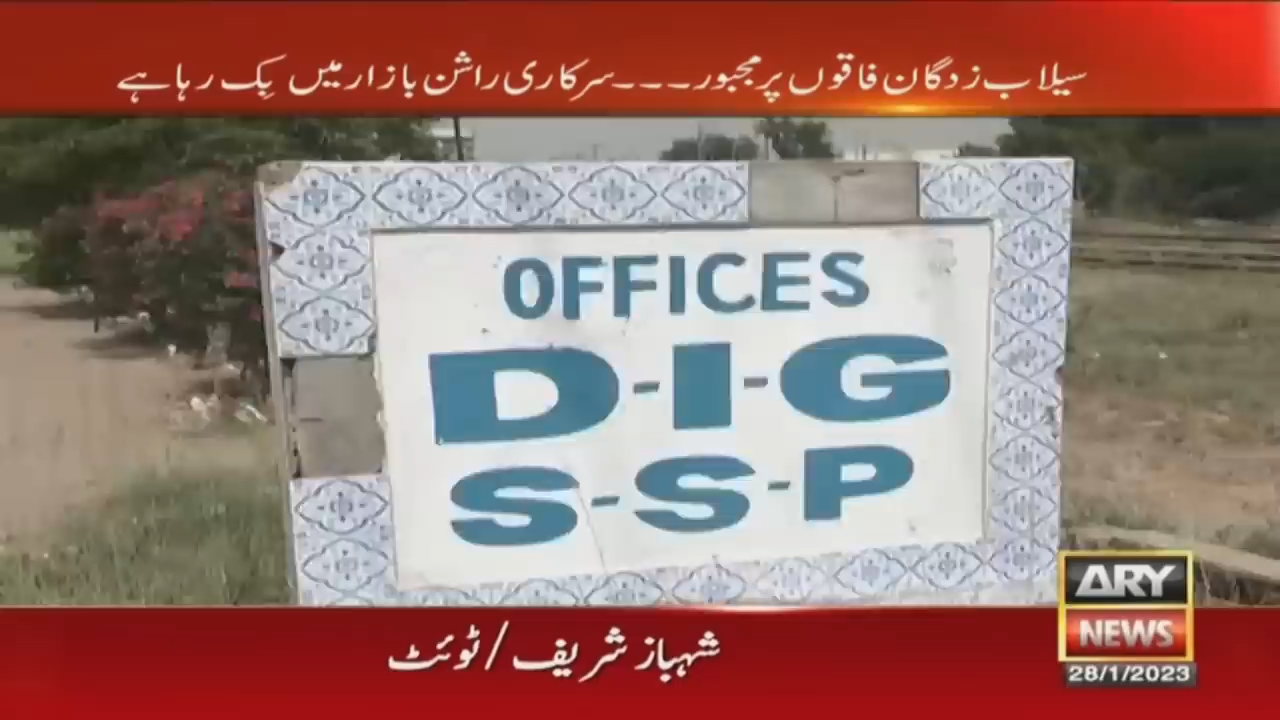 سیلاب زدگان فاقوں پر مجبور۔۔۔سرکاری راشن بازار میں بِک رہا ہے
OFFICES
D-I-G
S-S-P
شہباز شریف/ٹوئٹ
ARY
NEWS
28/1/2023